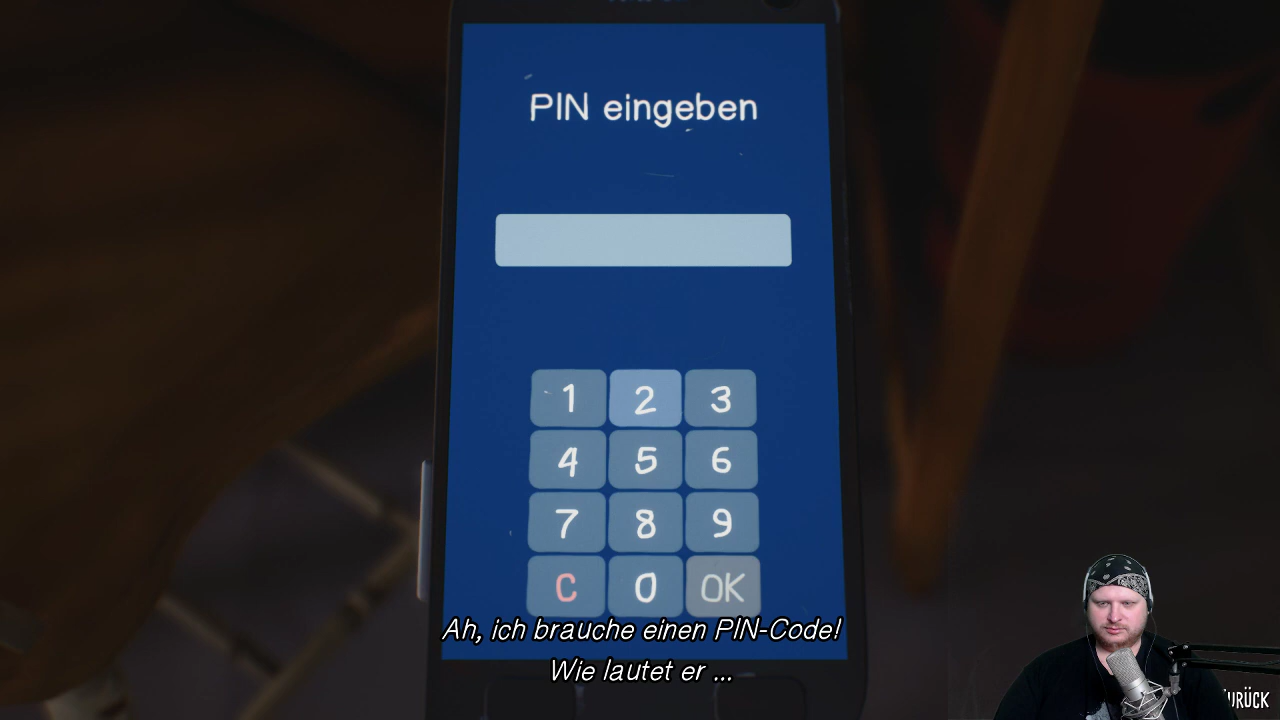 PIN eingeben
1 2 3
4 5 6
7 8 9
C 0 OK
Ah, ich brauche einen PIN-Code!
Wie lautet er ...